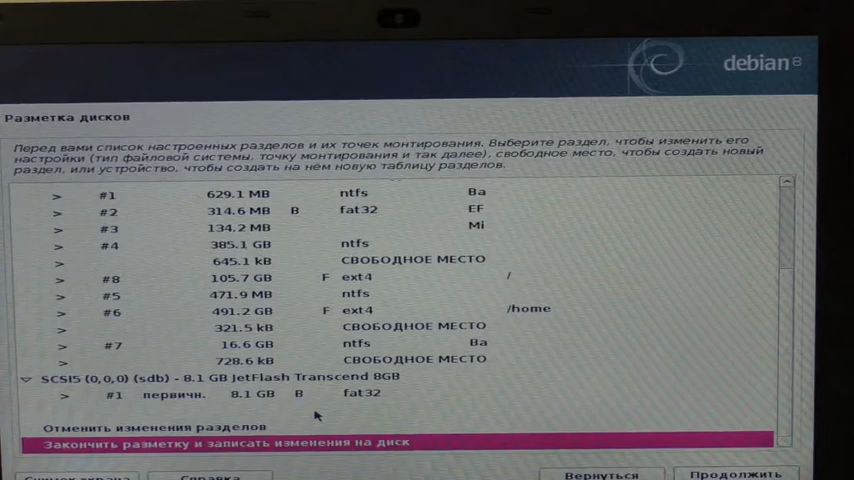 debian 8
Разметка дисков
Перед вами список настроенных разделов и их точек монтирования. Выберите раздел, чтобы изменить его
настройки (тип файловой системы, точку монтирования и так далее), свободное место, чтобы создать новый
раздел, или устройство, чтобы создать на нём новую таблицу разделов.
> #1 629.1 MB ntfs Ba
> #2 314.6 MB B fat32 EF
> #3 134.2 MB Mi
> #4 385.1 GB ntfs
> 645.1 kB СВОБОДНОЕ МЕСТО
> #8 105.7 GB F ext4 /
> #5 471.9 MB ntfs
> #6 491.2 GB F ext4 /home
> 321.5 kB СВОБОДНОЕ МЕСТО
> #7 16.6 GB ntfs Ba
> 728.6 kB СВОБОДНОЕ МЕСТО
SCSI5 (0,0,0) (sdb) - 8.1 GB JetFlash Transcend 8GB
> #1 первичн. 8.1 GB B fat32
Отменить изменения разделов
Закончить разметку и записать изменения на диск
Снимок экрана Справка Вернуться Продолжить